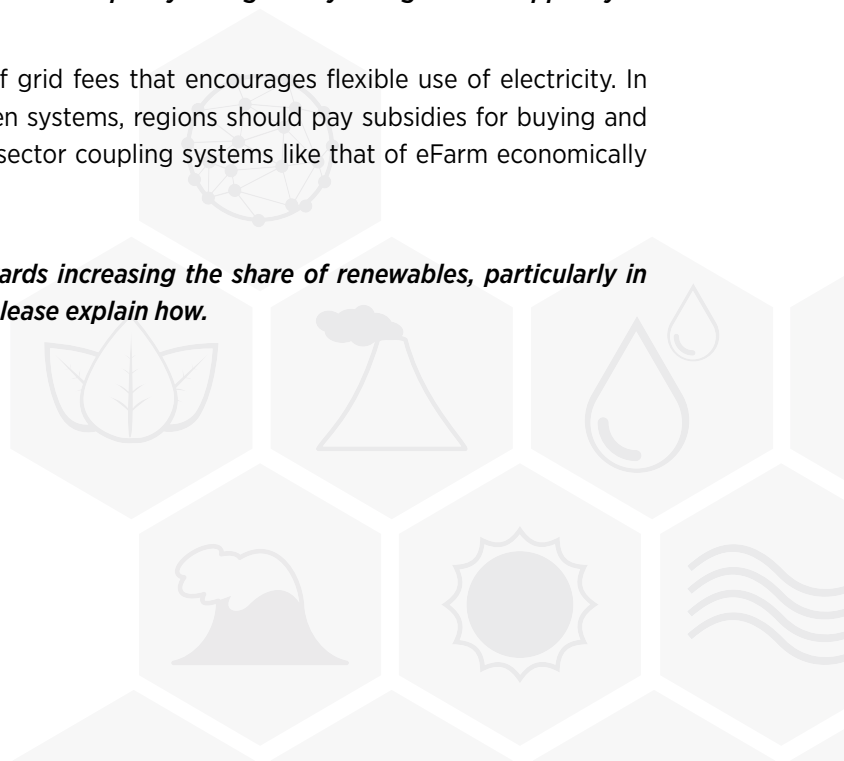 f grid fees that encourages flexible use of electricity. In
en systems, regions should pay subsidies for buying and
sector coupling systems like that of eFarm economically
ards increasing the share of renewables, particularly in
lease explain how.